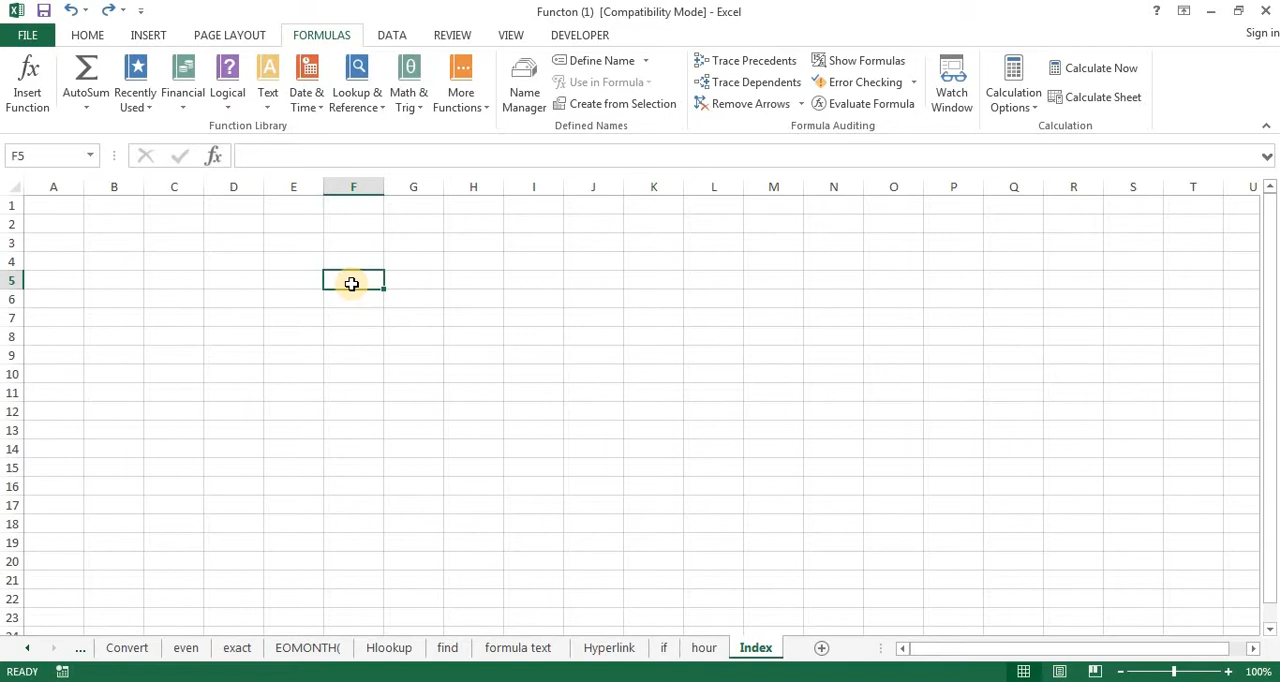 Functon (1) [Compatibility Mode] - Excel
?
Sign in
FILE HOME INSERT PAGE LAYOUT FORMULAS DATA REVIEW VIEW DEVELOPER
fx Insert Function
Σ AutoSum
Recently Used
Financial
Logical
Text
Date & Time
Lookup & Reference
Math & Trig
More Functions
Function Library
Name Manager
Define Name
Use in Formula
Create from Selection
Defined Names
Trace Precedents
Trace Dependents
Remove Arrows
Show Formulas
Error Checking
Evaluate Formula
Formula Auditing
Watch Window
Calculation Options
Calculate Now
Calculate Sheet
Calculation
F5 fx
A B C D E F G H I J K L M N O P Q R S T U
1
2
3
4
5
6
7
8
9
10
11
12
13
14
15
16
17
18
19
20
21
22
23
24
... Convert even exact EOMONTH( Hlookup find formula text Hyperlink if hour Index
READY 100%